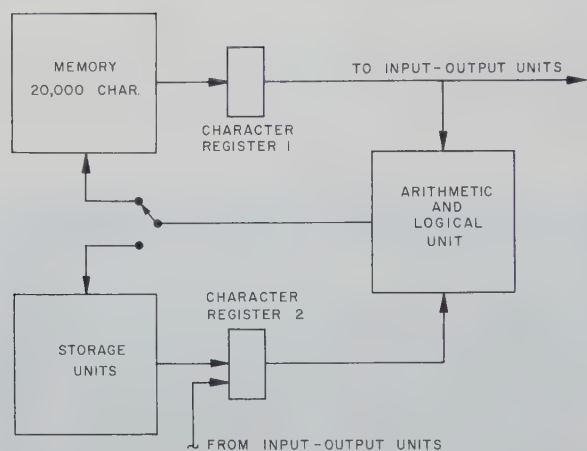 MEMORY
20,000 CHAR.
TO INPUT-OUTPUT UNITS
CHARACTER
REGISTER 1
ARITHMETIC
AND
LOGICAL
UNIT
CHARACTER
REGISTER 2
STORAGE
UNITS
FROM INPUT-OUTPUT UNITS